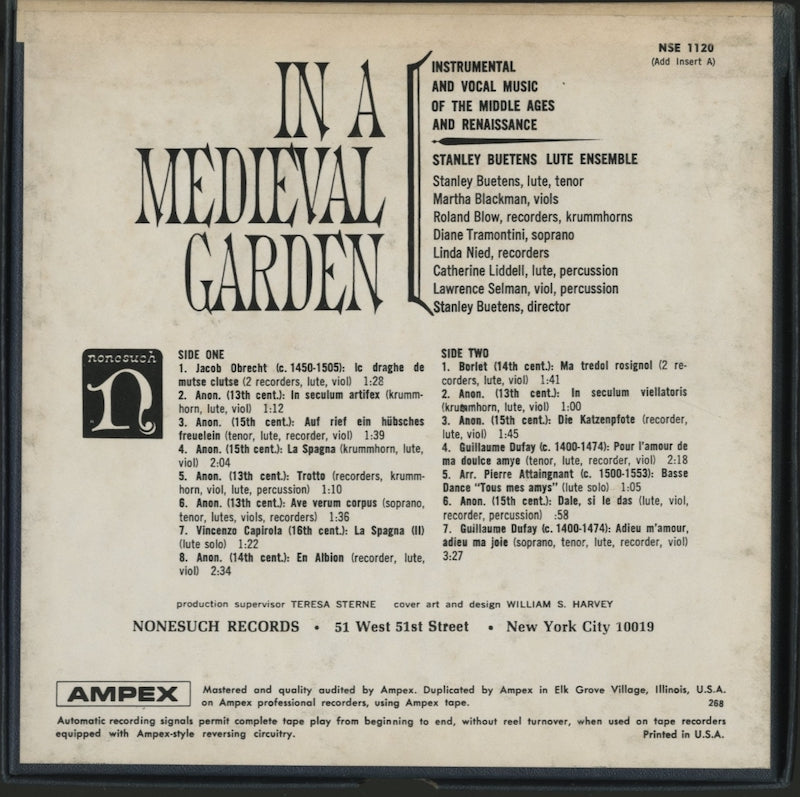 NSE 1120
(Add Insert A)
IN A
MEDIEVAL
GARDEN
INSTRUMENTAL
AND VOCAL MUSIC
OF THE MIDDLE AGES
AND RENAISSANCE
STANLEY BUETENS LUTE ENSEMBLE
Stanley Buetens, lute, tenor
Martha Blackman, viols
Roland Blow, recorders, krummhorns
Diane Tramontini, soprano
Linda Nied, recorders
Catherine Liddell, lute, percussion
Lawrence Selman, viol, percussion
Stanley Buetens, director
nonesuch
n
SIDE ONE
1. Jacob Obrecht (c. 1450-1505): Ic draghe de
mutse clutse (2 recorders, lute, viol) 1:28
2. Anon. (13th cent.): In seculum artifex (krumm-
horn, lute, viol) 1:12
3. Anon. (15th cent.): Auf rief ein hübsches
freuelein (tenor, lute, recorder, viol) 1:39
4. Anon. (15th cent.): La Spagna (krummhorn, lute,
viol) 2:04
5. Anon. (13th cent.): Trotto (recorders, krumm-
horn, viol, lute, percussion) 1:10
6. Anon. (13th cent.): Ave verum corpus (soprano,
tenor, lutes, viols, recorders) 1:36
7. Vincenzo Capirola (16th cent.): La Spagna (II)
(lute solo) 1:22
8. Anon. (14th cent.): En Albion (recorder, lute,
viol) 2:34
SIDE TWO
1. Borlet (14th cent.): Ma tredol rosignol (2 re-
corders, lute, viol) 1:41
2. Anon. (13th cent.): In seculum viellatoris
(krummhorn, lute, viol) 1:00
3. Anon. (15th cent.): Die Katzenpfote (recorder,
lute, viol) 1:45
4. Guillaume Dufay (c. 1400-1474): Pour l'amour de
ma doulce amye (tenor, lute, recorder, viol) 2:18
5. Arr. Pierre Attaingnant (c. 1500-1553): Basse
Dance "Tous mes amys" (lute solo) 1:05
6. Anon. (15th cent.): Dale, si le das (lute, viol,
recorder, percussion) :58
7. Guillaume Dufay (c. 1400-1474): Adieu m'amour,
adieu ma joie (soprano, tenor, lute, recorder, viol)
3:27
production supervisor TERESA STERNE cover art and design WILLIAM S. HARVEY
NONESUCH RECORDS • 51 West 51st Street • New York City 10019
AMPEX
Mastered and quality audited by Ampex. Duplicated by Ampex in Elk Grove Village, Illinois, U.S.A.
on Ampex professional recorders, using Ampex tape. 268
Automatic recording signals permit complete tape play from beginning to end, without reel turnover, when used on tape recorders
equipped with Ampex-style reversing circuitry. Printed in U.S.A.